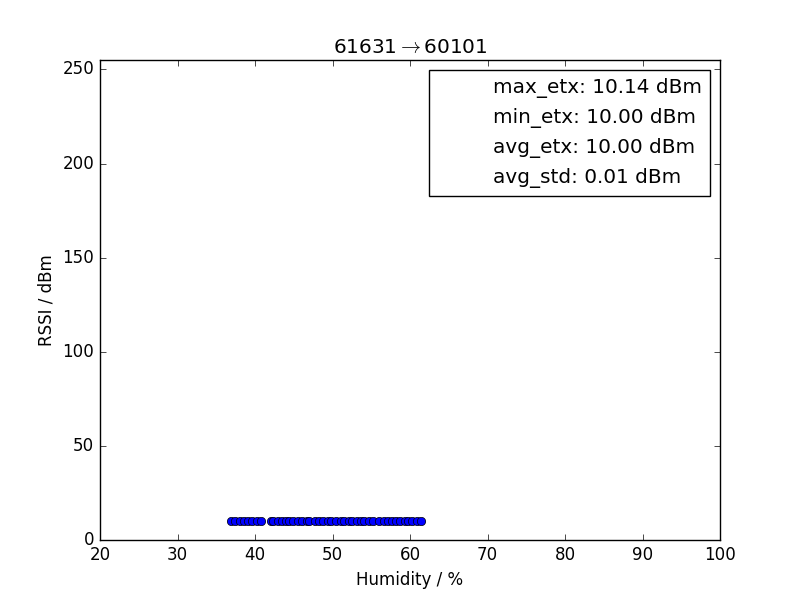 61631→60101
max_etx: 10.14 dBm
min_etx: 10.00 dBm
avg_etx: 10.00 dBm
avg_std: 0.01 dBm
RSSI / dBm
250
200
150
100
50
0
20 30 40 50 60 70 80 90 100
Humidity / %